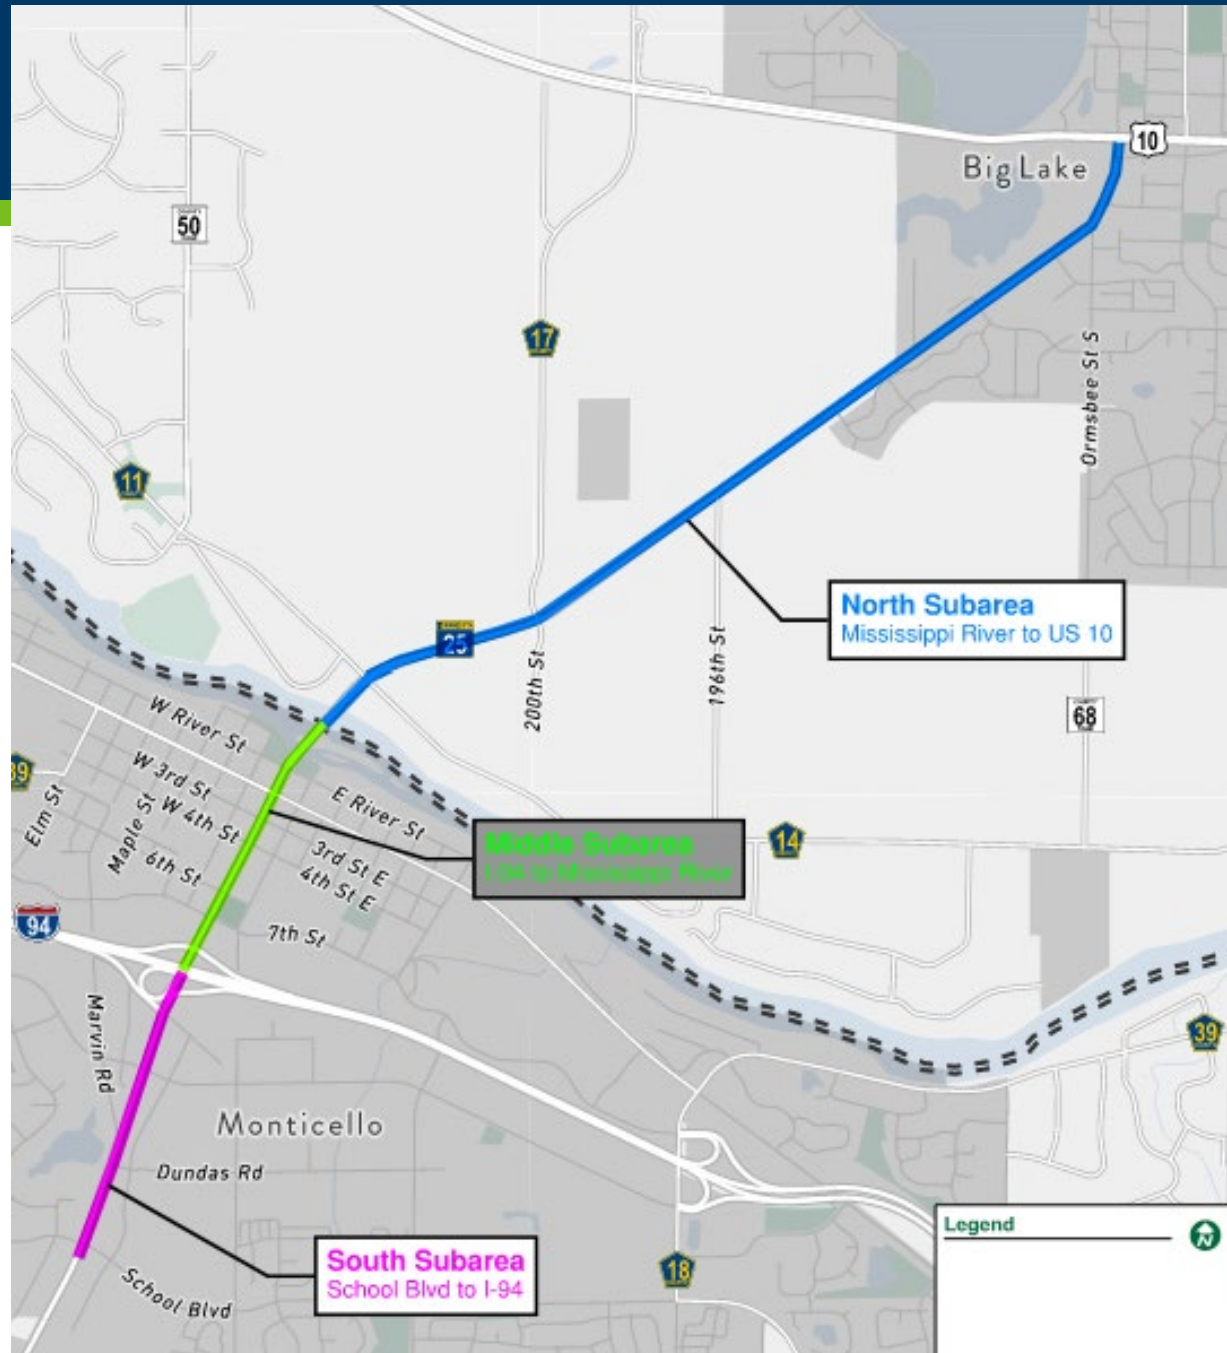 10
Big Lake
50
17
Ormsbee St S
11
North Subarea
Mississippi River to US 10
25
200th St
196th St
68
W River St
39
W 3rd St
E River St
Elm St
Maple St
W 4th St
Middle Subarea
I-94 to Mississippi River
14
6th St
3rd St E
4th St E
94
7th St
Marvin Rd
39
Monticello
Dundas Rd
Legend
N
South Subarea
School Blvd to I-94
18
School Blvd